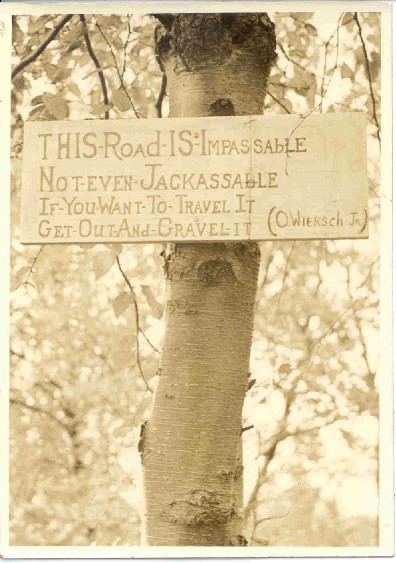 THIS-ROAD-IS-IMPASSABLE
NOT-EVEN-JACKASSABLE
IF-YOU-WANT-TO-TRAVEL IT
GET-OUT-AND-GRAVEL-IT (O. WIERSCH JR.)